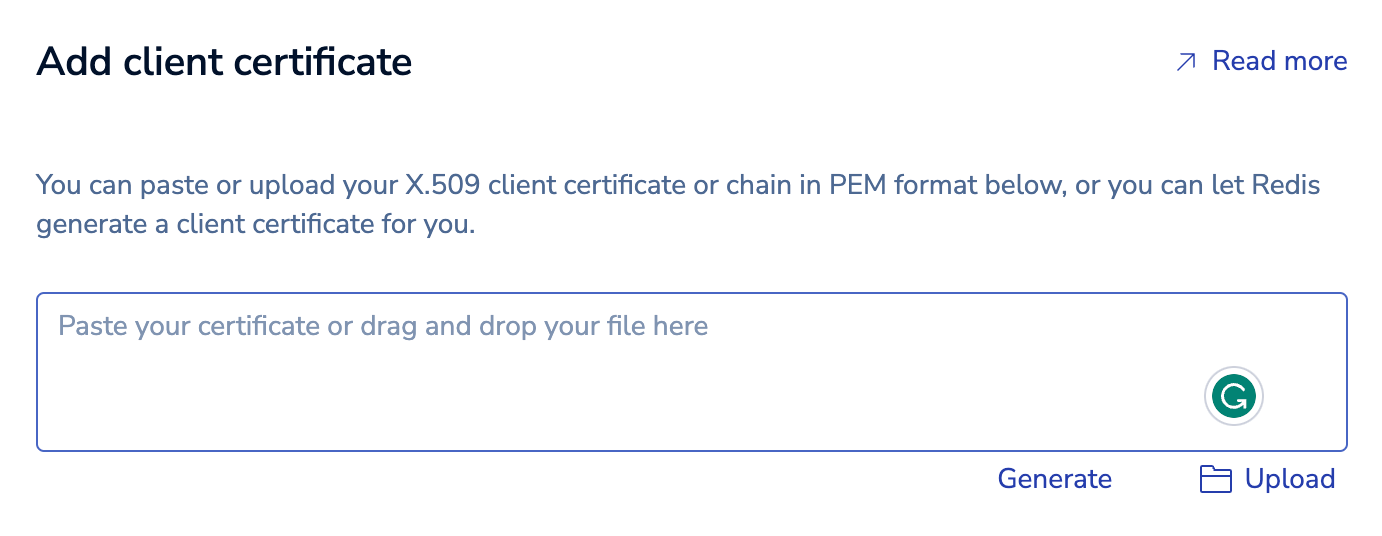 Add client certificate
Read more
You can paste or upload your X.509 client certificate or chain in PEM format below, or you can let Redis
generate a client certificate for you.
Paste your certificate or drag and drop your file here
Generate
Upload